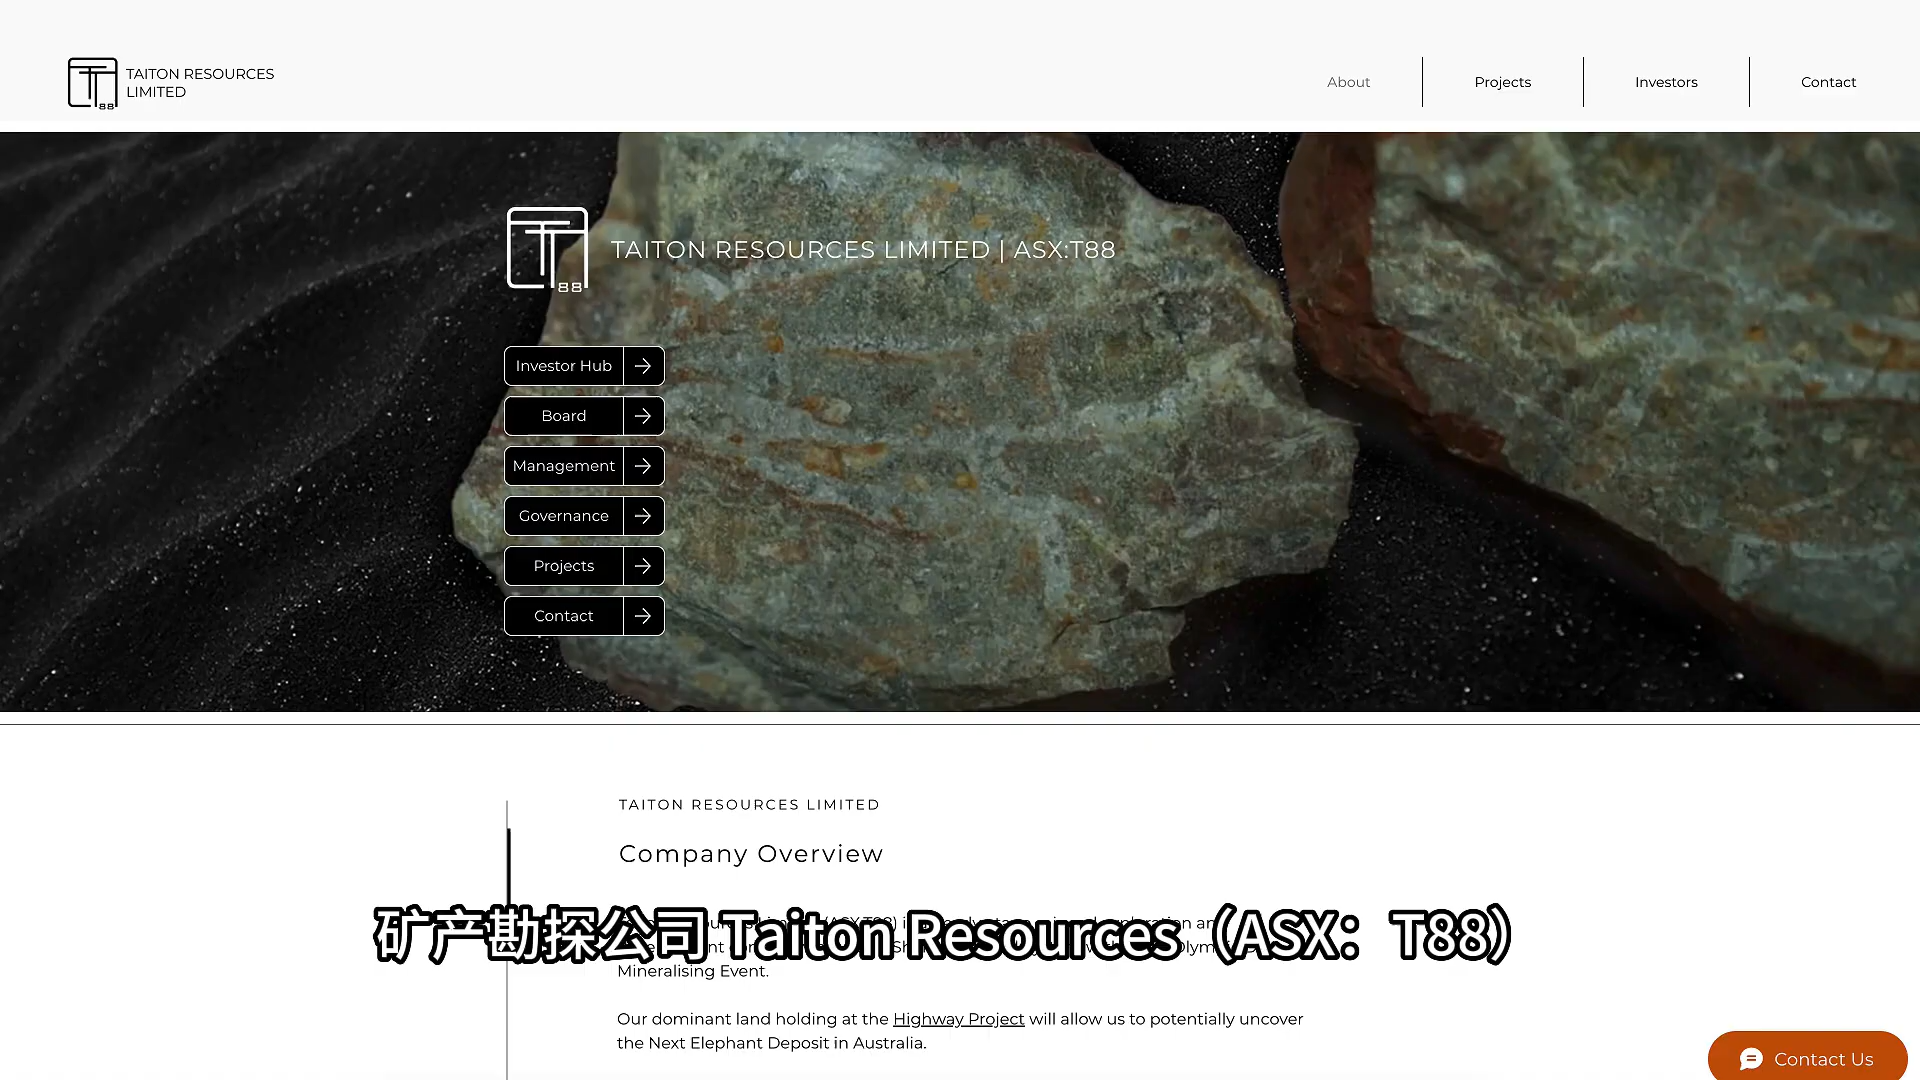 TAITON RESOURCES
LIMITED
About
Projects
Investors
Contact
TAITON RESOURCES LIMITED | ASX:T88
Investor Hub
Board
Management
Governance
Projects
Contact
TAITON RESOURCES LIMITED
Company Overview
矿产勘探公司 Taiton Resources（ASX：T88）
Mineralising Event.
Our dominant land holding at the Highway Project will allow us to potentially uncover
the Next Elephant Deposit in Australia.
Contact Us